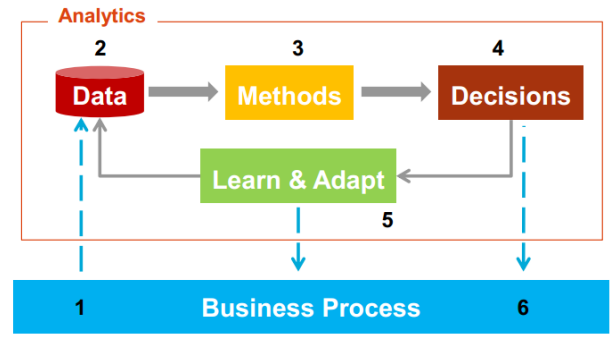 Analytics
2 3 4
Data Methods Decisions
Learn & Adapt
5
1 Business Process 6